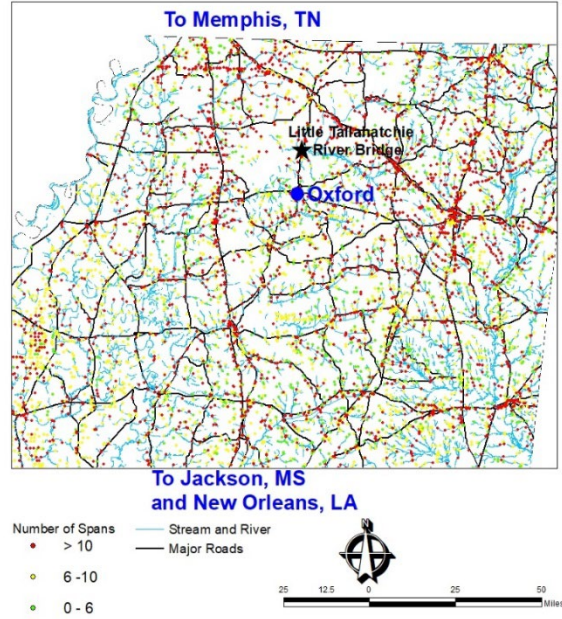 To Memphis, TN
Little Tallahatchie
River Bridge
Oxford
To Jackson, MS
and New Orleans, LA
Number of Spans
> 10
6 -10
0 - 6
Stream and River
Major Roads
N
25 12.5 0 25 50
Miles